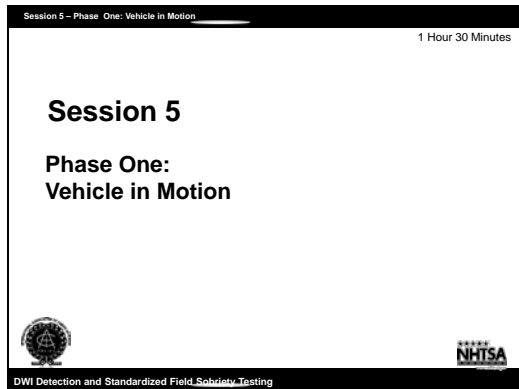 Session 5 – Phase One: Vehicle in Motion
1 Hour 30 Minutes
Session 5
Phase One:
Vehicle in Motion
NHTSA
DWI Detection and Standardized Field Sobriety Testing